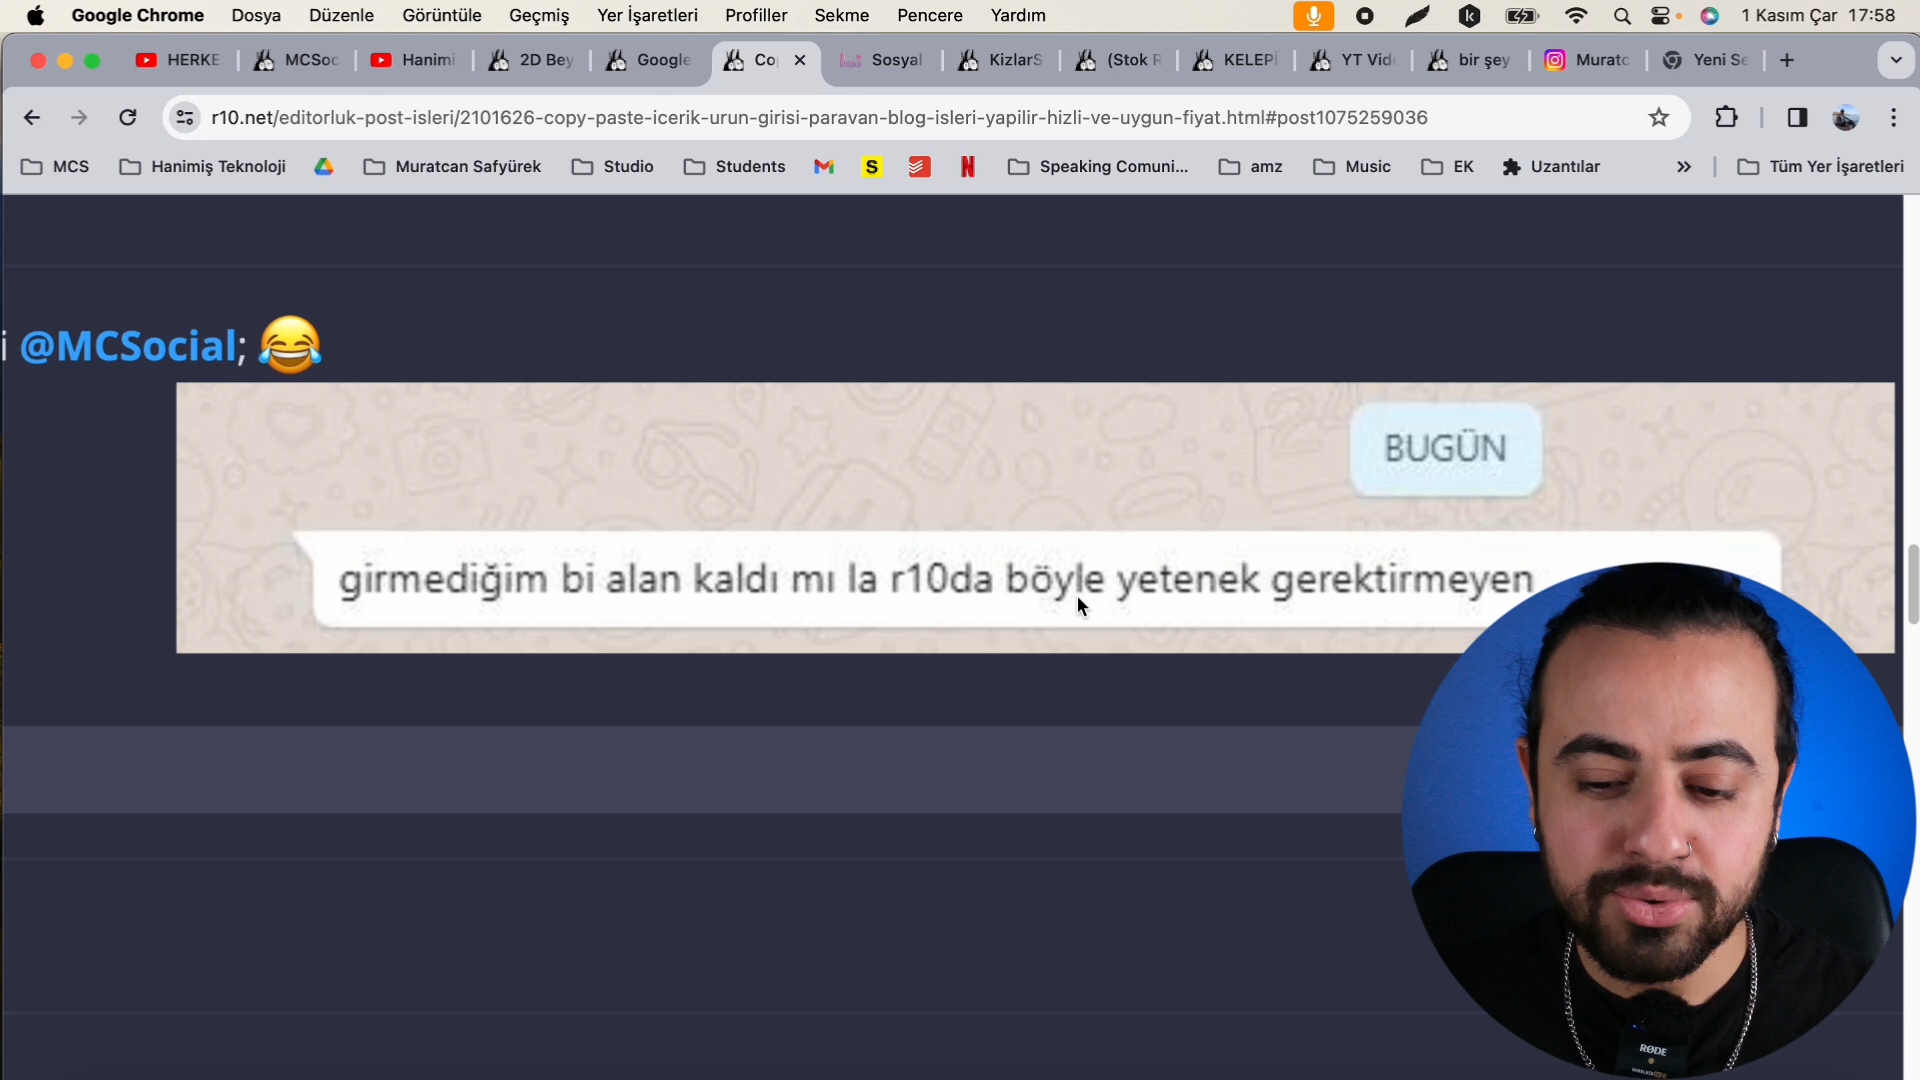 Google Chrome Dosya Düzenle Görüntüle Geçmiş Yer İşaretleri Profiller Sekme Pencere Yardım 1 Kasım Çar 17:58
HERKE MCSoc Hanimi 2D Bey Google Co Sosyal KizlarS (Stok R KELEPİ YT Vide bir şey Muratc Yeni Se
r10.net/editorluk-post-isleri/2101626-copy-paste-icerik-urun-girisi-paravan-blog-isleri-yapilir-hizli-ve-uygun-fiyat.html#post1075259036
MCS Hanimiş Teknoloji Muratcan Safyürek Studio Students S N Speaking Comuni... amz Music EK Uzantılar » Tüm Yer İşaretleri
i @MCSocial; 😂
BUGÜN
girmediğim bi alan kaldı mı la r10da böyle yetenek gerektirmeyen
RØDE